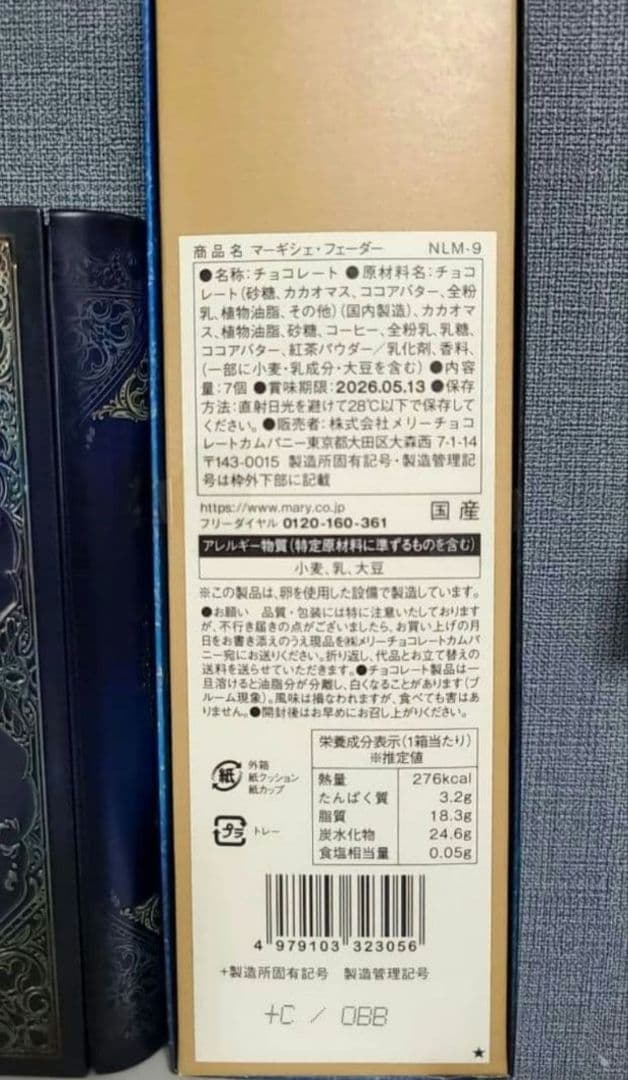 商品名 マーギシェ・フェーダー NLM-9
●名称:チョコレート ●原材料名:チョコ
レート(砂糖、カカオマス、ココアバター、全粉
乳、植物油脂、その他)(国内製造)、カカオマ
ス、植物油脂、砂糖、コーヒー、全粉乳、乳糖、
ココアバター、紅茶パウダー/乳化剤、香料、
(一部に小麦・乳成分・大豆を含む) ●内容
量:7個 ●賞味期限:2026.05.13 ●保存
方法:直射日光を避けて28℃以下で保存して
ください。●販売者:株式会社メリーチョコ
レートカムパニー東京都大田区大森西 7-1-14
〒143-0015 製造所固有記号・製造管理記
号は枠外下部に記載
https://www.mary.co.jp
フリーダイヤル 0120-160-361
国産
アレルギー物質(特定原材料に準ずるものを含む)
小麦、乳、大豆
※この製品は、卵を使用した設備で製造しています。
●お願い 品質・包装には特に注意いたしております
が、不行き届きの点がございましたら、お買い上げの月
日をお書き添えのうえ現品を㈱メリーチョコレートカムパ
ニー宛にお送りください。折り返し、代品とお立て替えの
送料を送らせていただきます。●チョコレート製品は一
旦溶けると油脂分が分離し、白くなることがあります(ブ
ルーム現象)。風味は損なわれますが、食べても害はあ
りません。●開封後はお早めにお召し上がりください。
紙
外箱
紙クッション
紙カップ
プラ
トレー
栄養成分表示(1箱当たり)
※推定値
熱量 276kcal
たんぱく質 3.2g
脂質 18.3g
炭水化物 24.6g
食塩相当量 0.05g
4 979103 323056
+製造所固有記号 製造管理記号
+C / OBB
★